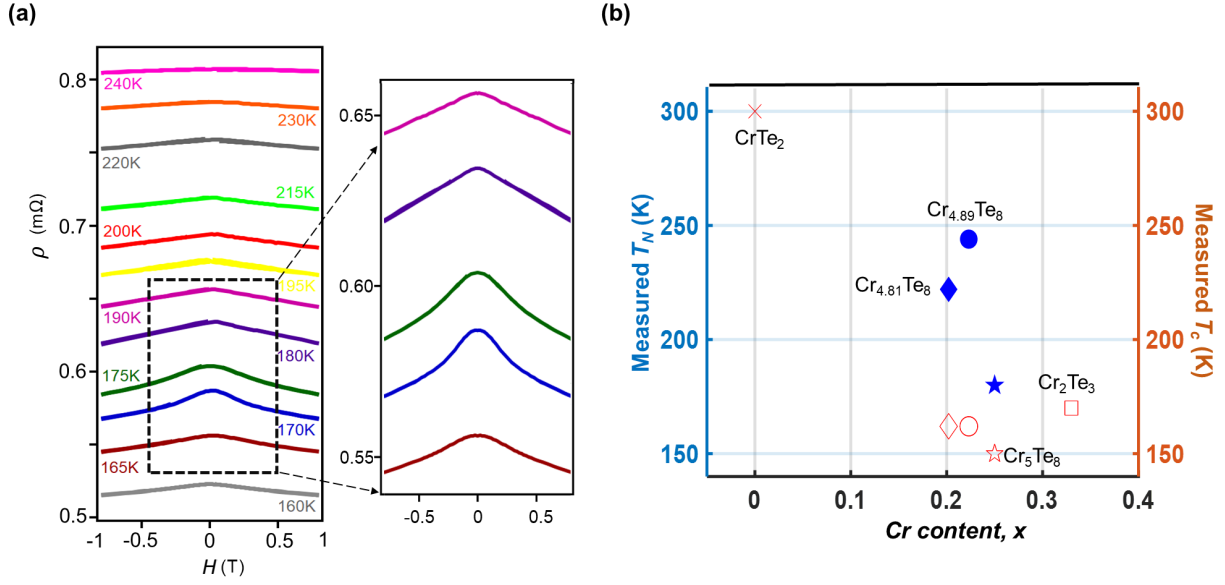 (a)
0.8
0.7
0.6
0.5
ρ (mΩ)
240K
230K
220K
215K
200K
195K
190K
180K
175K
170K
165K
160K
-1
-0.5
0
0.5
1
H (T)
0.65
0.60
0.55
-0.5
0
0.5
(b)
300
250
200
150
Measured T_N (K)
CrTe₂
Cr₄.₈₉Te₈
Cr₄.₈₁Te₈
Cr₂Te₃
Cr₅Te₈
300
250
200
150
Measured T_c (K)
0
0.1
0.2
0.3
0.4
Cr content, x